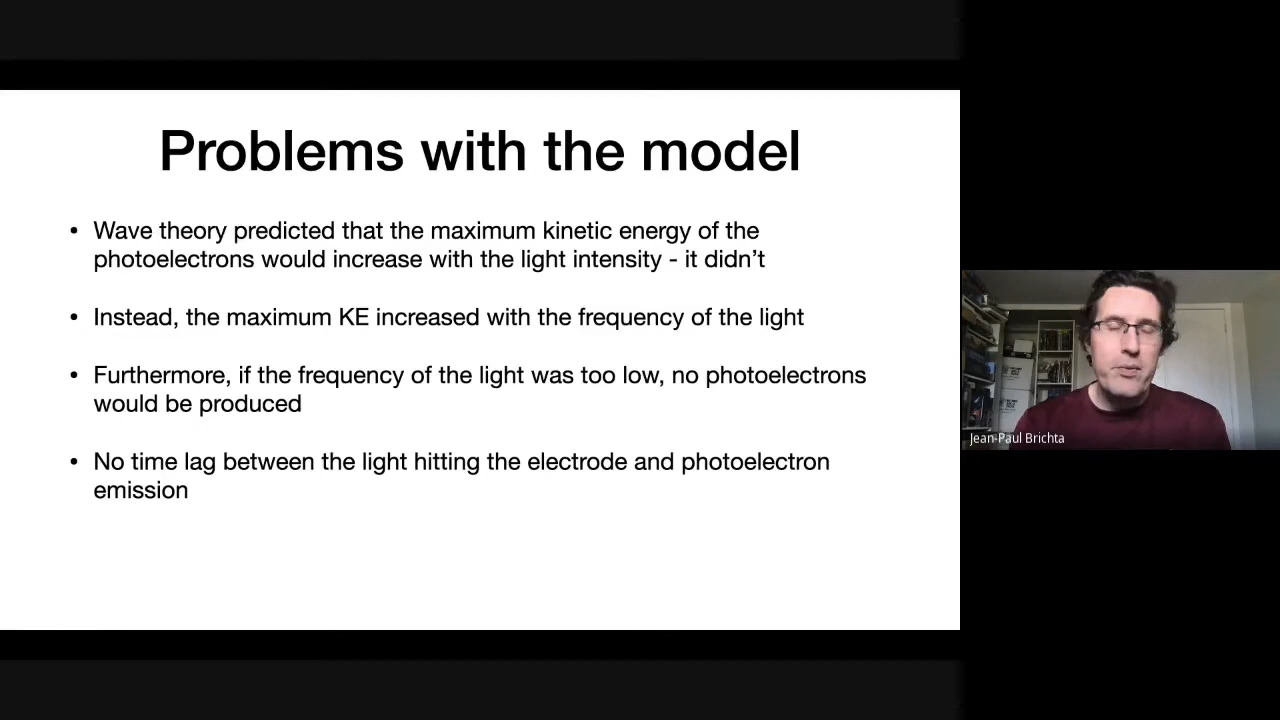 Problems with the model
• Wave theory predicted that the maximum kinetic energy of the
photoelectrons would increase with the light intensity - it didn’t
• Instead, the maximum KE increased with the frequency of the light
• Furthermore, if the frequency of the light was too low, no photoelectrons
would be produced
• No time lag between the light hitting the electrode and photoelectron
emission
Jean-Paul Brichta